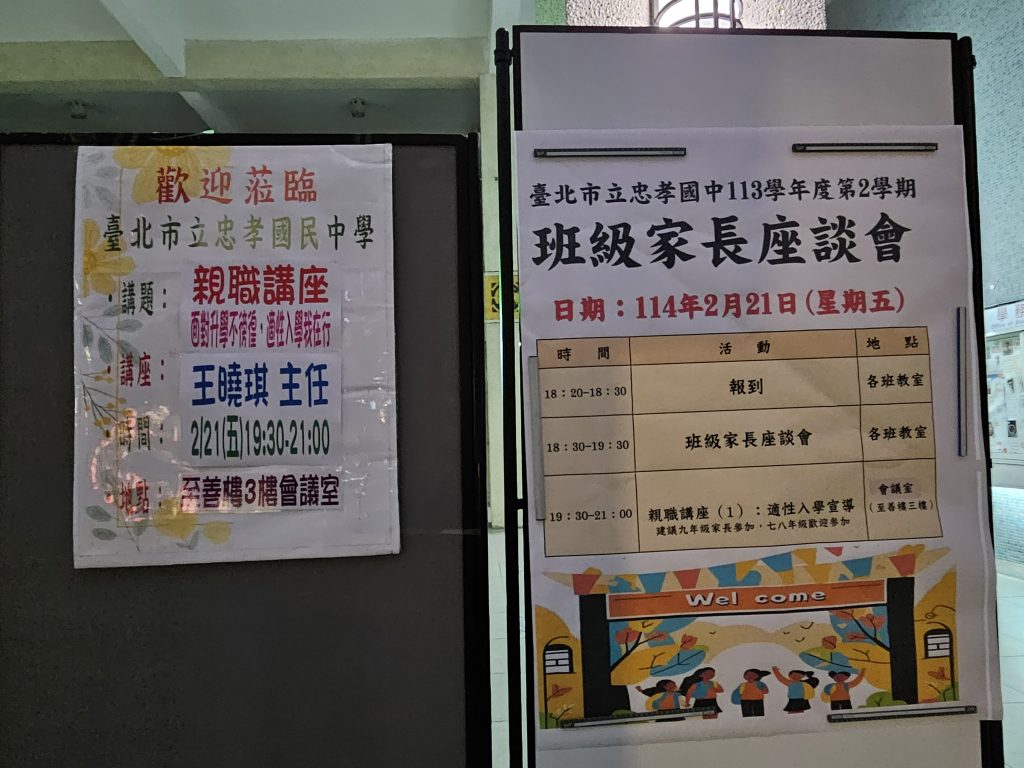 歡迎蒞臨
臺北市立忠孝國民中學
・講題：
親職講座
面對升學不徬徨，適性入學我在行
・講座：
王曉琪 主任
・時間：
2/21(五)19:30-21:00
・地點：
至善樓3樓會議室
臺北市立忠孝國中113學年度第2學期
班級家長座談會
日期：114年2月21日(星期五)
時 間 活 動 地 點
18：20-18：30 報到 各班教室
18：30-19：30 班級家長座談會 各班教室
19：30-21：00 親職講座（1）：適性入學宣導 會議室
建議九年級家長參加，七八年級歡迎參加 （至善樓三樓）
Wel come